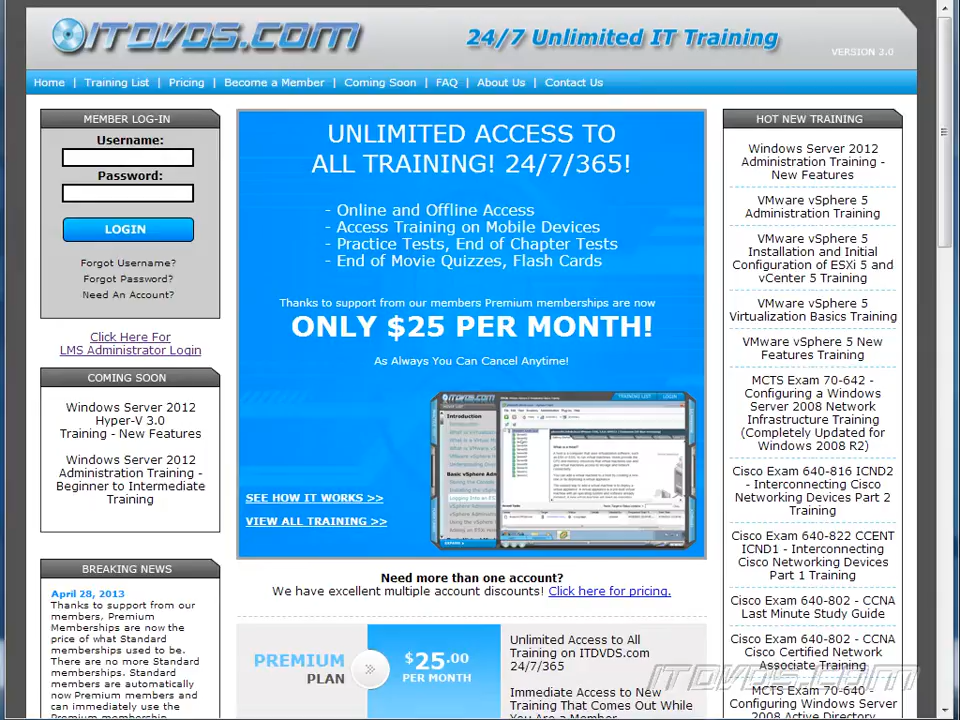 ITDVDS.COM
24/7 Unlimited IT Training
VERSION 3.0
Home | Training List | Pricing | Become a Member | Coming Soon | FAQ | About Us | Contact Us
MEMBER LOG-IN
Username:
Password:
LOGIN
Forgot Username?
Forgot Password?
Need An Account?
Click Here For
LMS Administrator Login
COMING SOON
Windows Server 2012
Hyper-V 3.0
Training - New Features
Windows Server 2012
Administration Training -
Beginner to Intermediate
Training
BREAKING NEWS
April 28, 2013
Thanks to support from our
members, Premium
Memberships are now the
price of what Standard
memberships used to be.
There are no more Standard
memberships. Standard
members are automatically
now Premium members and
can immediately use the
Premium membership
UNLIMITED ACCESS TO
ALL TRAINING! 24/7/365!
- Online and Offline Access
- Access Training on Mobile Devices
- Practice Tests, End of Chapter Tests
- End of Movie Quizzes, Flash Cards
Thanks to support from our members Premium memberships are now
ONLY $25 PER MONTH!
As Always You Can Cancel Anytime!
SEE HOW IT WORKS >>
VIEW ALL TRAINING >>
ITDVDS.COM
TRAINING LIST
LOGIN
Introduction
Need more than one account?
We have excellent multiple account discounts! Click here for pricing.
PREMIUM
PLAN
$25.00
PER MONTH
Unlimited Access to All
Training on ITDVDS.com
24/7/365
Immediate Access to New
Training That Comes Out While
You Are a Member
HOT NEW TRAINING
Windows Server 2012
Administration Training -
New Features
VMware vSphere 5
Administration Training
VMware vSphere 5
Installation and Initial
Configuration of ESXi 5 and
vCenter 5 Training
VMware vSphere 5
Virtualization Basics Training
VMware vSphere 5 New
Features Training
MCTS Exam 70-642 -
Configuring a Windows
Server 2008 Network
Infrastructure Training
(Completely Updated for
Windows 2008 R2)
Cisco Exam 640-816 ICND2
- Interconnecting Cisco
Networking Devices Part 2
Training
Cisco Exam 640-822 CCENT
ICND1 - Interconnecting
Cisco Networking Devices
Part 1 Training
Cisco Exam 640-802 - CCNA
Last Minute Study Guide
Cisco Exam 640-802 - CCNA
Cisco Certified Network
Associate Training
MCTS Exam 70-640 -
Configuring Windows
Server 2008 Active Directory
ITDVDS.COM